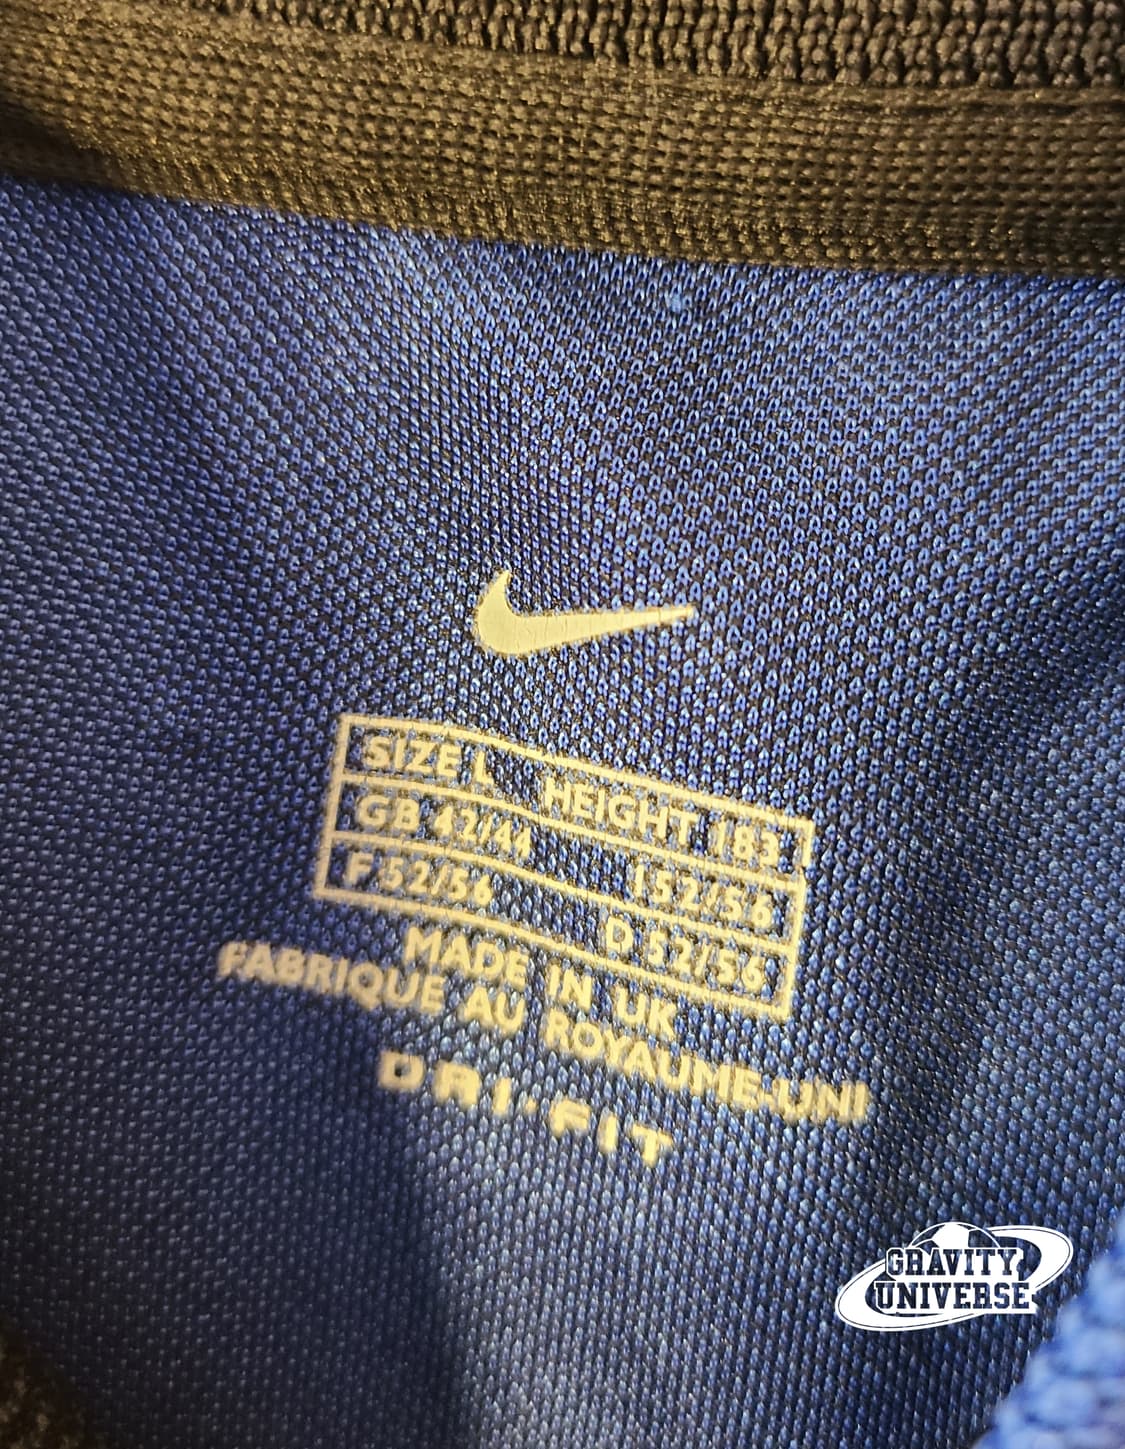 SIZE L HEIGHT 183
GB 42/44 I 52/56
F 52/56 D 52/56
MADE IN UK
FABRIQUE AU ROYAUME-UNI
DRI·FIT
GRAVITY
UNIVERSE